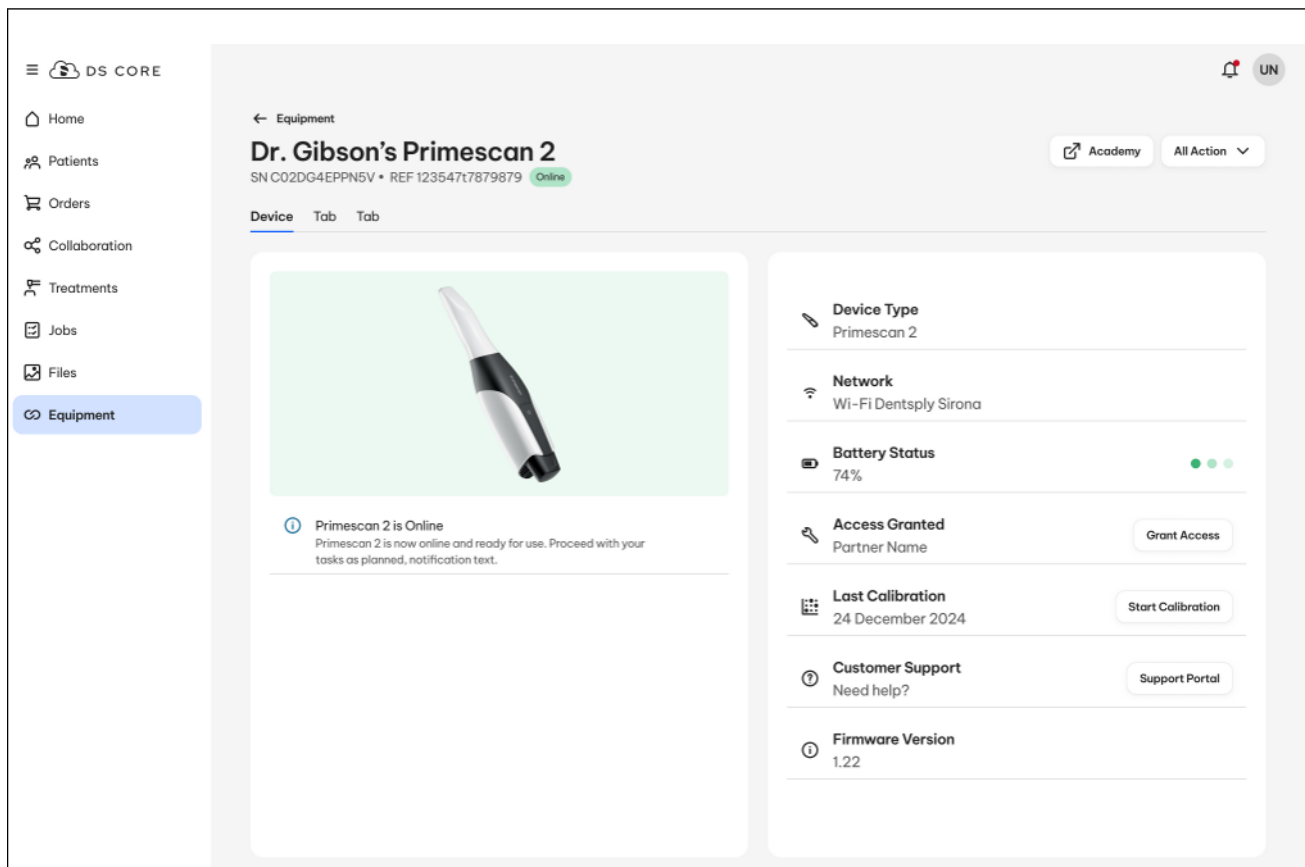 DS CORE
UN
Home
Patients
Orders
Collaboration
Treatments
Jobs
Files
Equipment
Equipment
Dr. Gibson’s Primescan 2
SN C02DG4EPPN5V • REF 123547t7879879 Online
Academy
All Action
Device Tab Tab
Primescan 2 is Online
Primescan 2 is now online and ready for use. Proceed with your
tasks as planned, notification text.
Device Type
Primescan 2
Network
Wi-Fi Dentsply Sirona
Battery Status
74%
Access Granted
Partner Name
Grant Access
Last Calibration
24 December 2024
Start Calibration
Customer Support
Need help?
Support Portal
Firmware Version
1.22